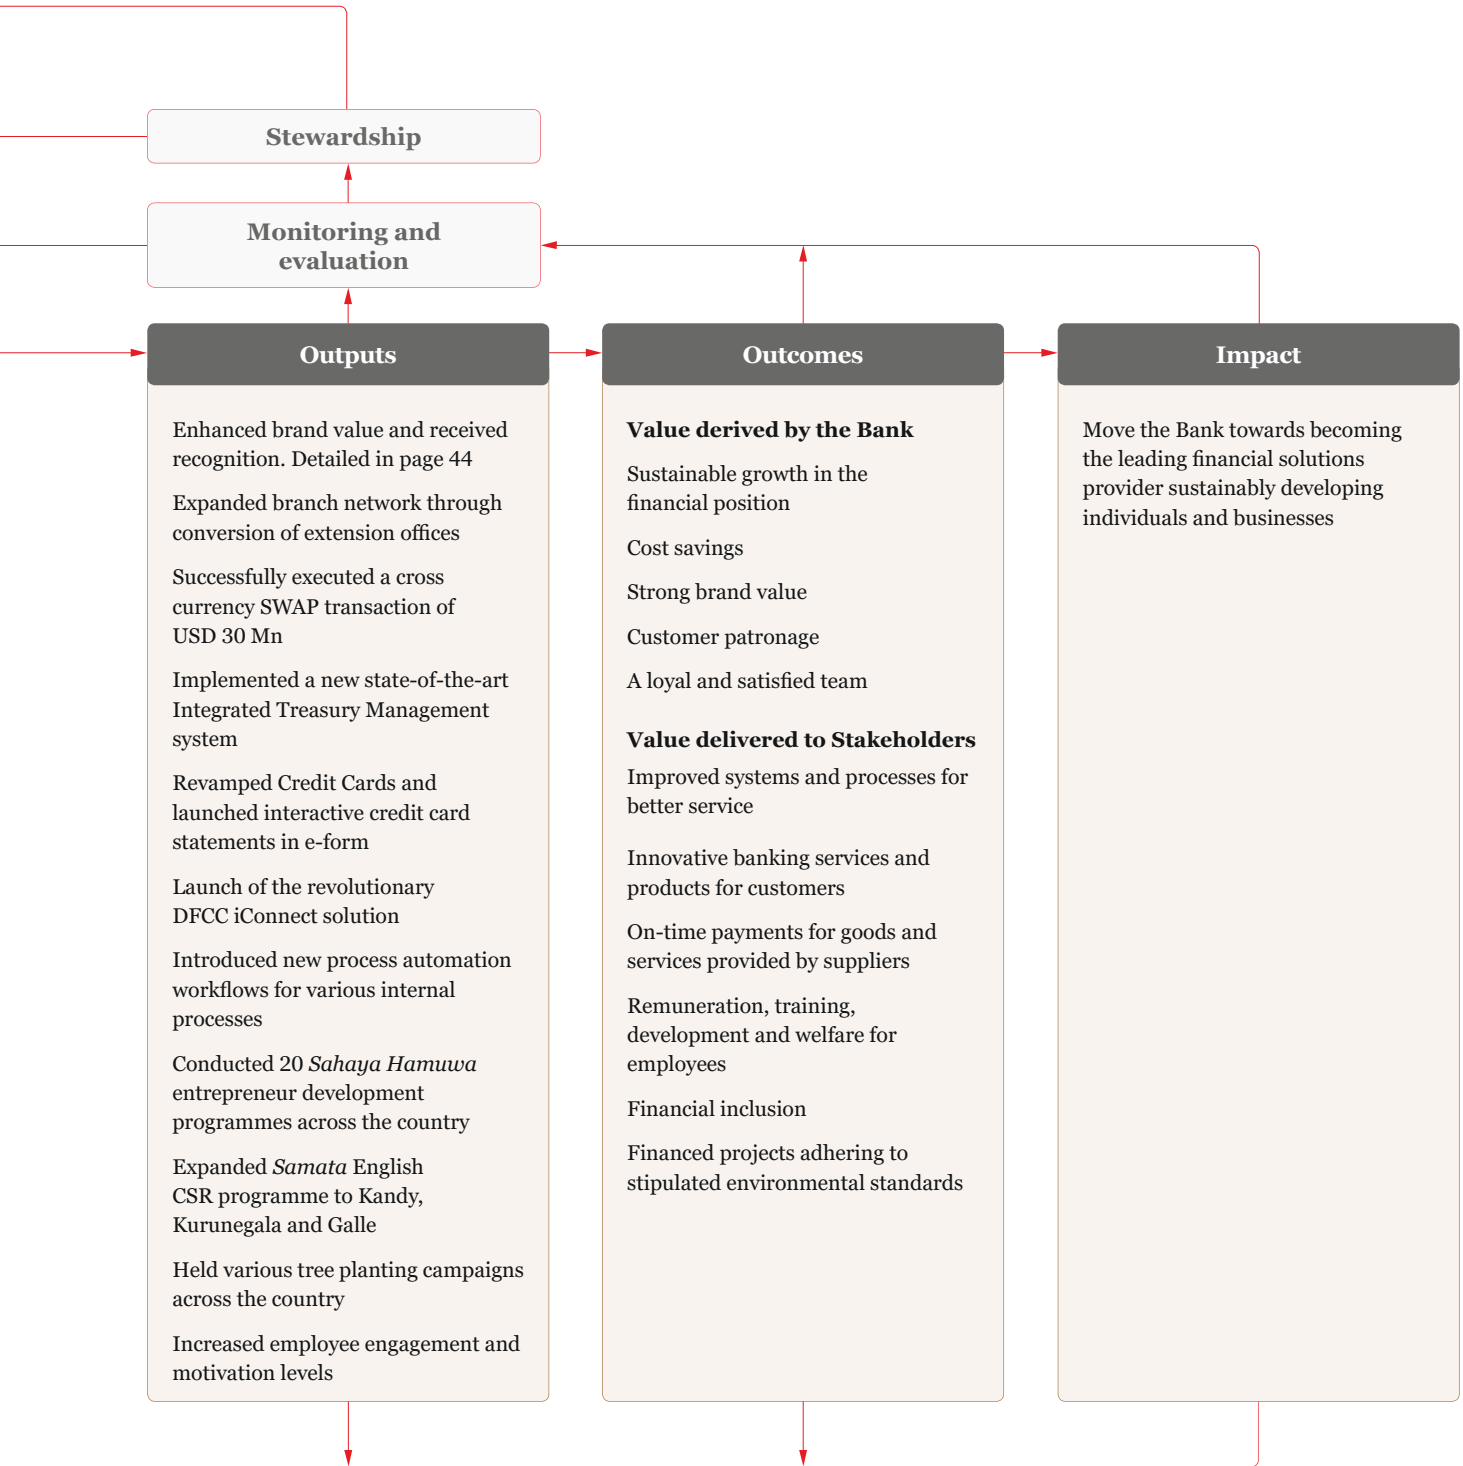 Stewardship
Monitoring and
evaluation
Outputs
Enhanced brand value and received
recognition. Detailed in page 44
Expanded branch network through
conversion of extension offices
Successfully executed a cross
currency SWAP transaction of
USD 30 Mn
Implemented a new state-of-the-art
Integrated Treasury Management
system
Revamped Credit Cards and
launched interactive credit card
statements in e-form
Launch of the revolutionary
DFCC iConnect solution
Introduced new process automation
workflows for various internal
processes
Conducted 20 Sahaya Hamuwa
entrepreneur development
programmes across the country
Expanded Samata English
CSR programme to Kandy,
Kurunegala and Galle
Held various tree planting campaigns
across the country
Increased employee engagement and
motivation levels
Outcomes
Value derived by the Bank
Sustainable growth in the
financial position
Cost savings
Strong brand value
Customer patronage
A loyal and satisfied team
Value delivered to Stakeholders
Improved systems and processes for
better service
Innovative banking services and
products for customers
On-time payments for goods and
services provided by suppliers
Remuneration, training,
development and welfare for
employees
Financial inclusion
Financed projects adhering to
stipulated environmental standards
Impact
Move the Bank towards becoming
the leading financial solutions
provider sustainably developing
individuals and businesses